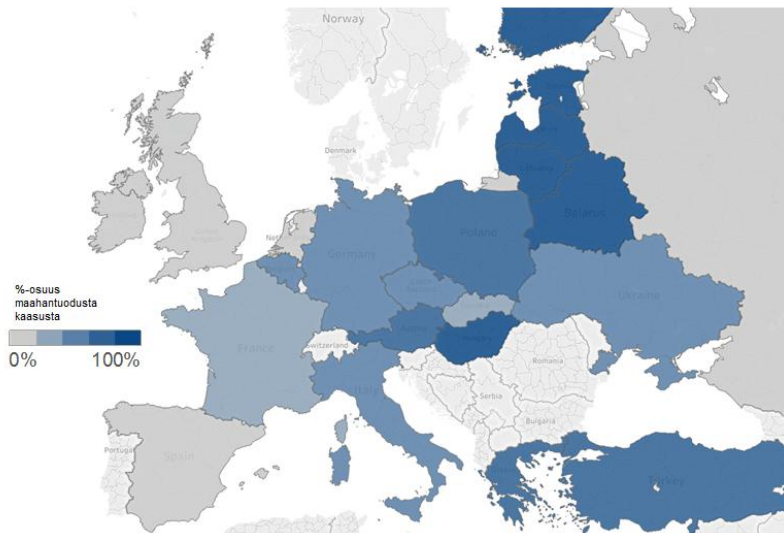 Norway
Denmark
Belarus
Poland
Germany
Ukraine
%-osuus
maahantuodusta
kaasusta
0% 100%
France
Switzerland
Austria
Hungary
Romania
Italy
Serbia
Bulgaria
Portugal
Spain
Turkey